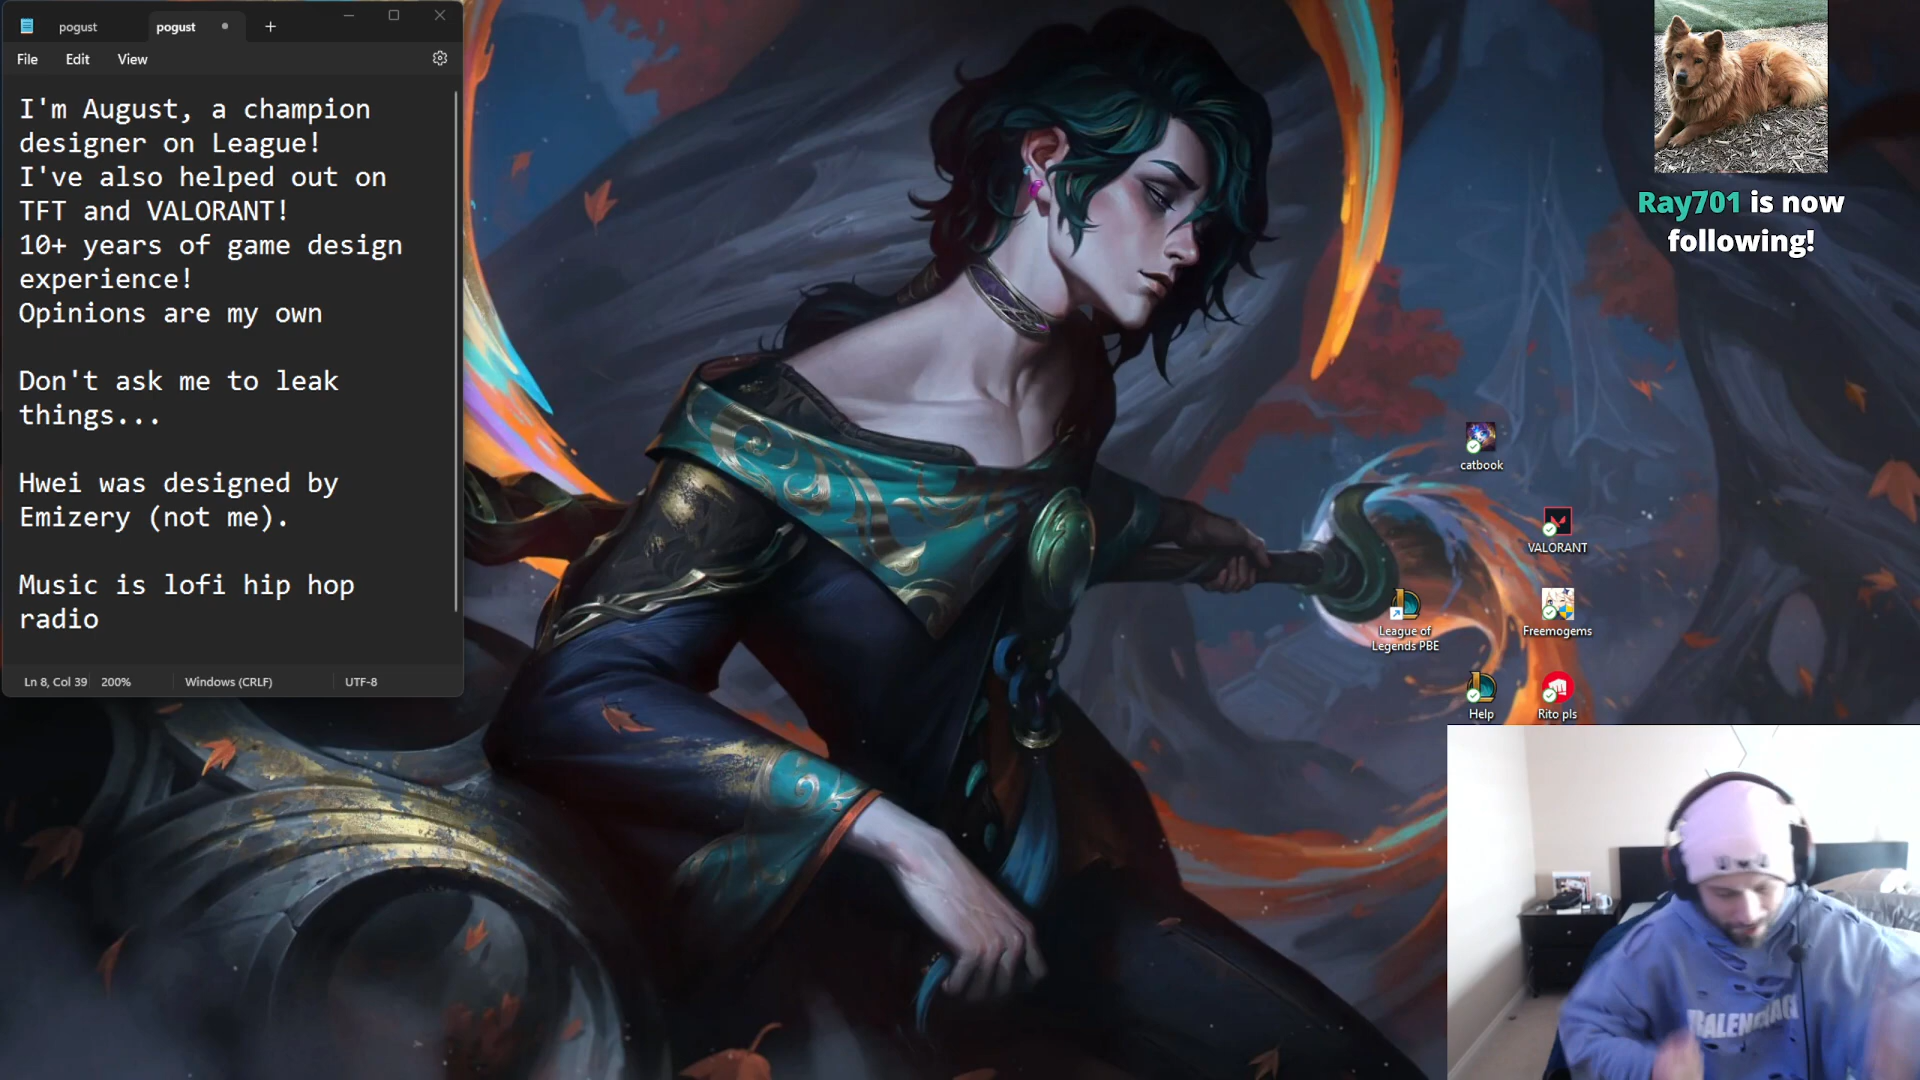 pogust
pogust
File Edit View
I'm August, a champion
designer on League!
I've also helped out on
TFT and VALORANT!
10+ years of game design
experience!
Opinions are my own
Don't ask me to leak
things...
Hwei was designed by
Emizery (not me).
Music is lofi hip hop
radio
Ln 8, Col 39 200% Windows (CRLF) UTF-8
Ray701 is now
following!
catbook
VALORANT
League of
Legends PBE
Freemogems
Help
Rito pls
BALENCIAGA